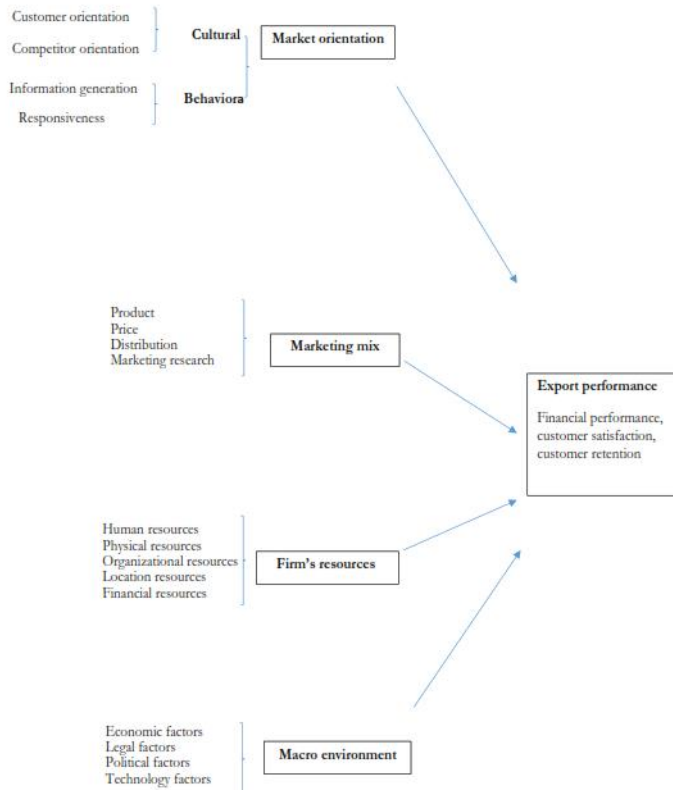 Customer orientation
Competitor orientation
Cultural
Market orientation
Information generation
Responsiveness
Behaviora
Product
Price
Distribution
Marketing research
Marketing mix
Export performance
Financial performance,
customer satisfaction,
customer retention
Human resources
Physical resources
Organizational resources
Location resources
Financial resources
Firm's resources
Economic factors
Legal factors
Political factors
Technology factors
Macro environment